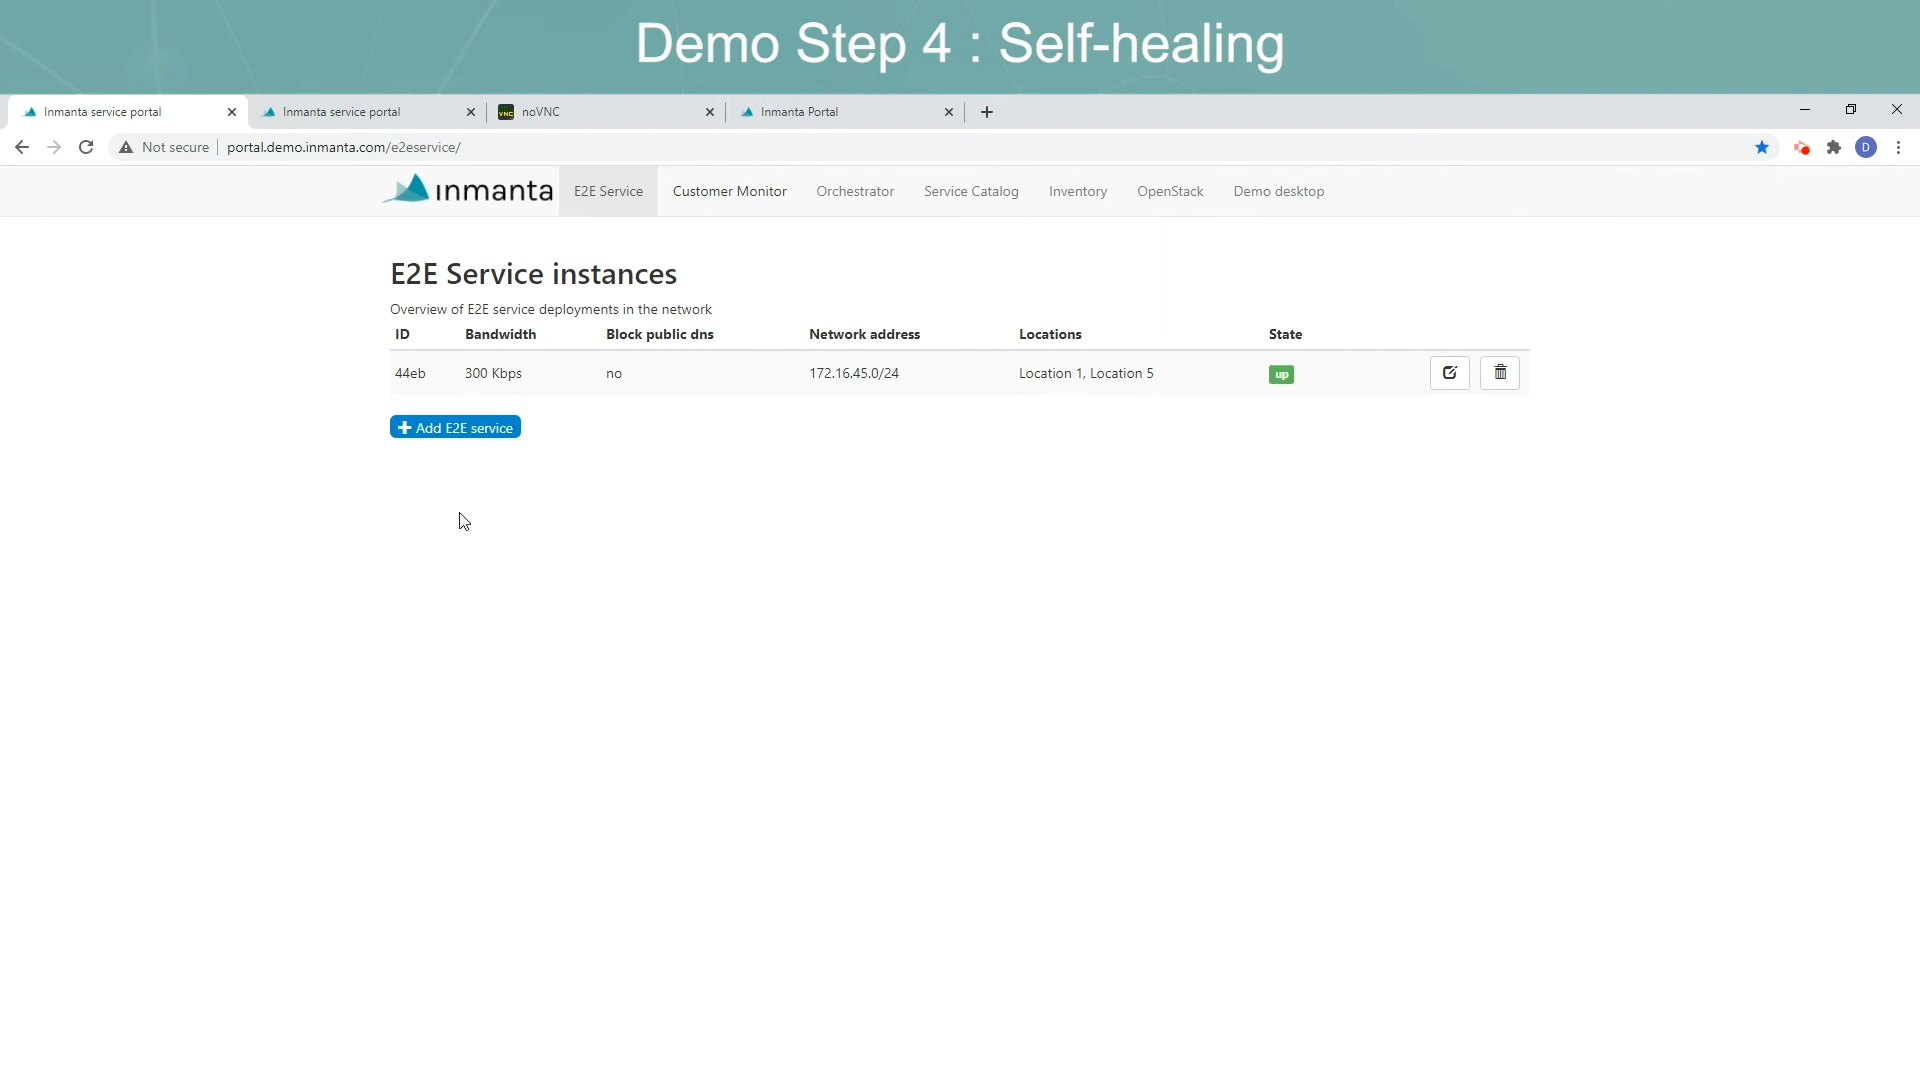 Demo Step 4 : Self-healing
Inmanta service portal
Inmanta service portal
VNC noVNC
Inmanta Portal
Not secure portal.demo.inmanta.com/e2eservice/
D
inmanta E2E Service Customer Monitor Orchestrator Service Catalog Inventory OpenStack Demo desktop
E2E Service instances
Overview of E2E service deployments in the network
ID Bandwidth Block public dns Network address Locations State
44eb 300 Kbps no 172.16.45.0/24 Location 1, Location 5 up
Add E2E service